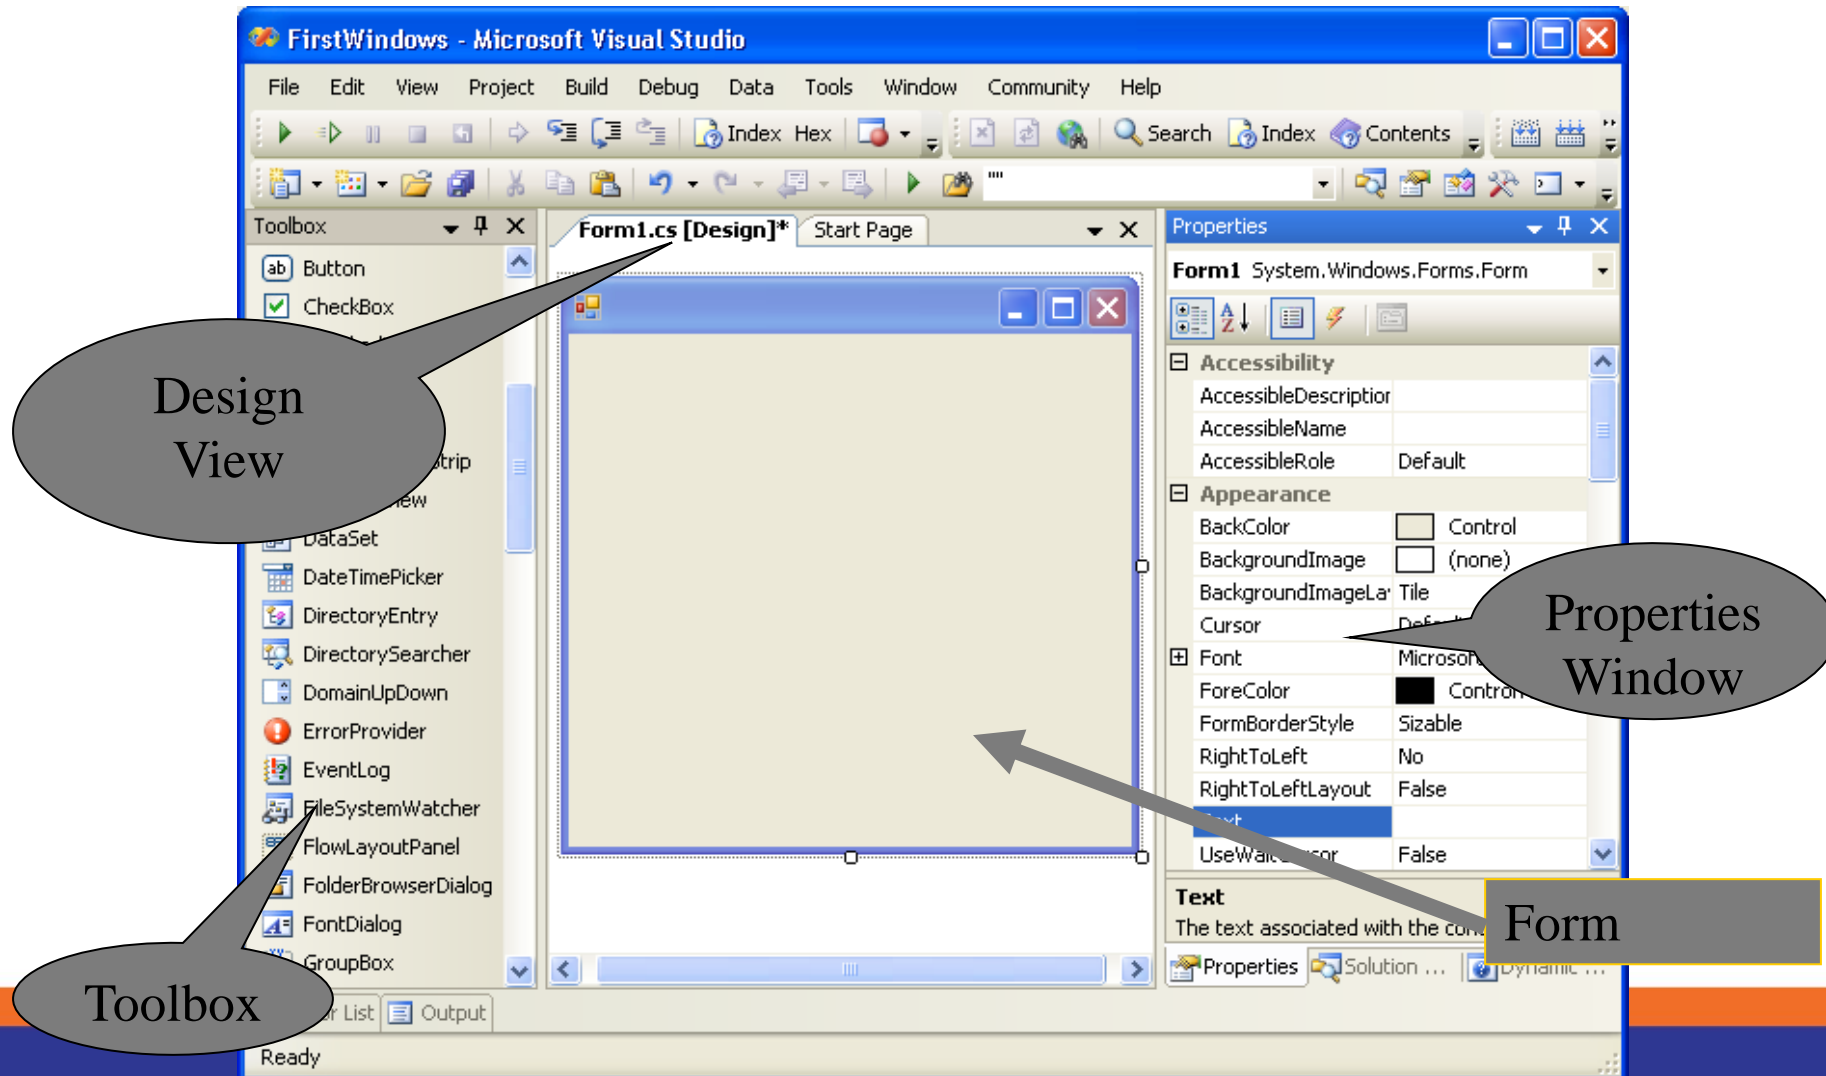 FirstWindows - Microsoft Visual Studio
File Edit View Project Build Debug Data Tools Window Community Help
Index Hex Search Index Contents
""
Toolbox
Button
CheckBox
DataSet
DateTimePicker
DirectoryEntry
DirectorySearcher
DomainUpDown
ErrorProvider
EventLog
FileSystemWatcher
FlowLayoutPanel
FolderBrowserDialog
FontDialog
GroupBox
Form1.cs [Design]* Start Page
Properties
Form1 System.Windows.Forms.Form
Accessibility
AccessibleDescription
AccessibleName
AccessibleRole Default
Appearance
BackColor Control
BackgroundImage (none)
BackgroundImageLa Tile
Cursor
Font
ForeColor
FormBorderStyle Sizable
RightToLeft No
RightToLeftLayout False
Text
UseWaitCursor False
Text
The text associated with the
Properties Solution ... Dynamic ...
List Output
Ready
Design
View
Properties
Window
Form
Toolbox